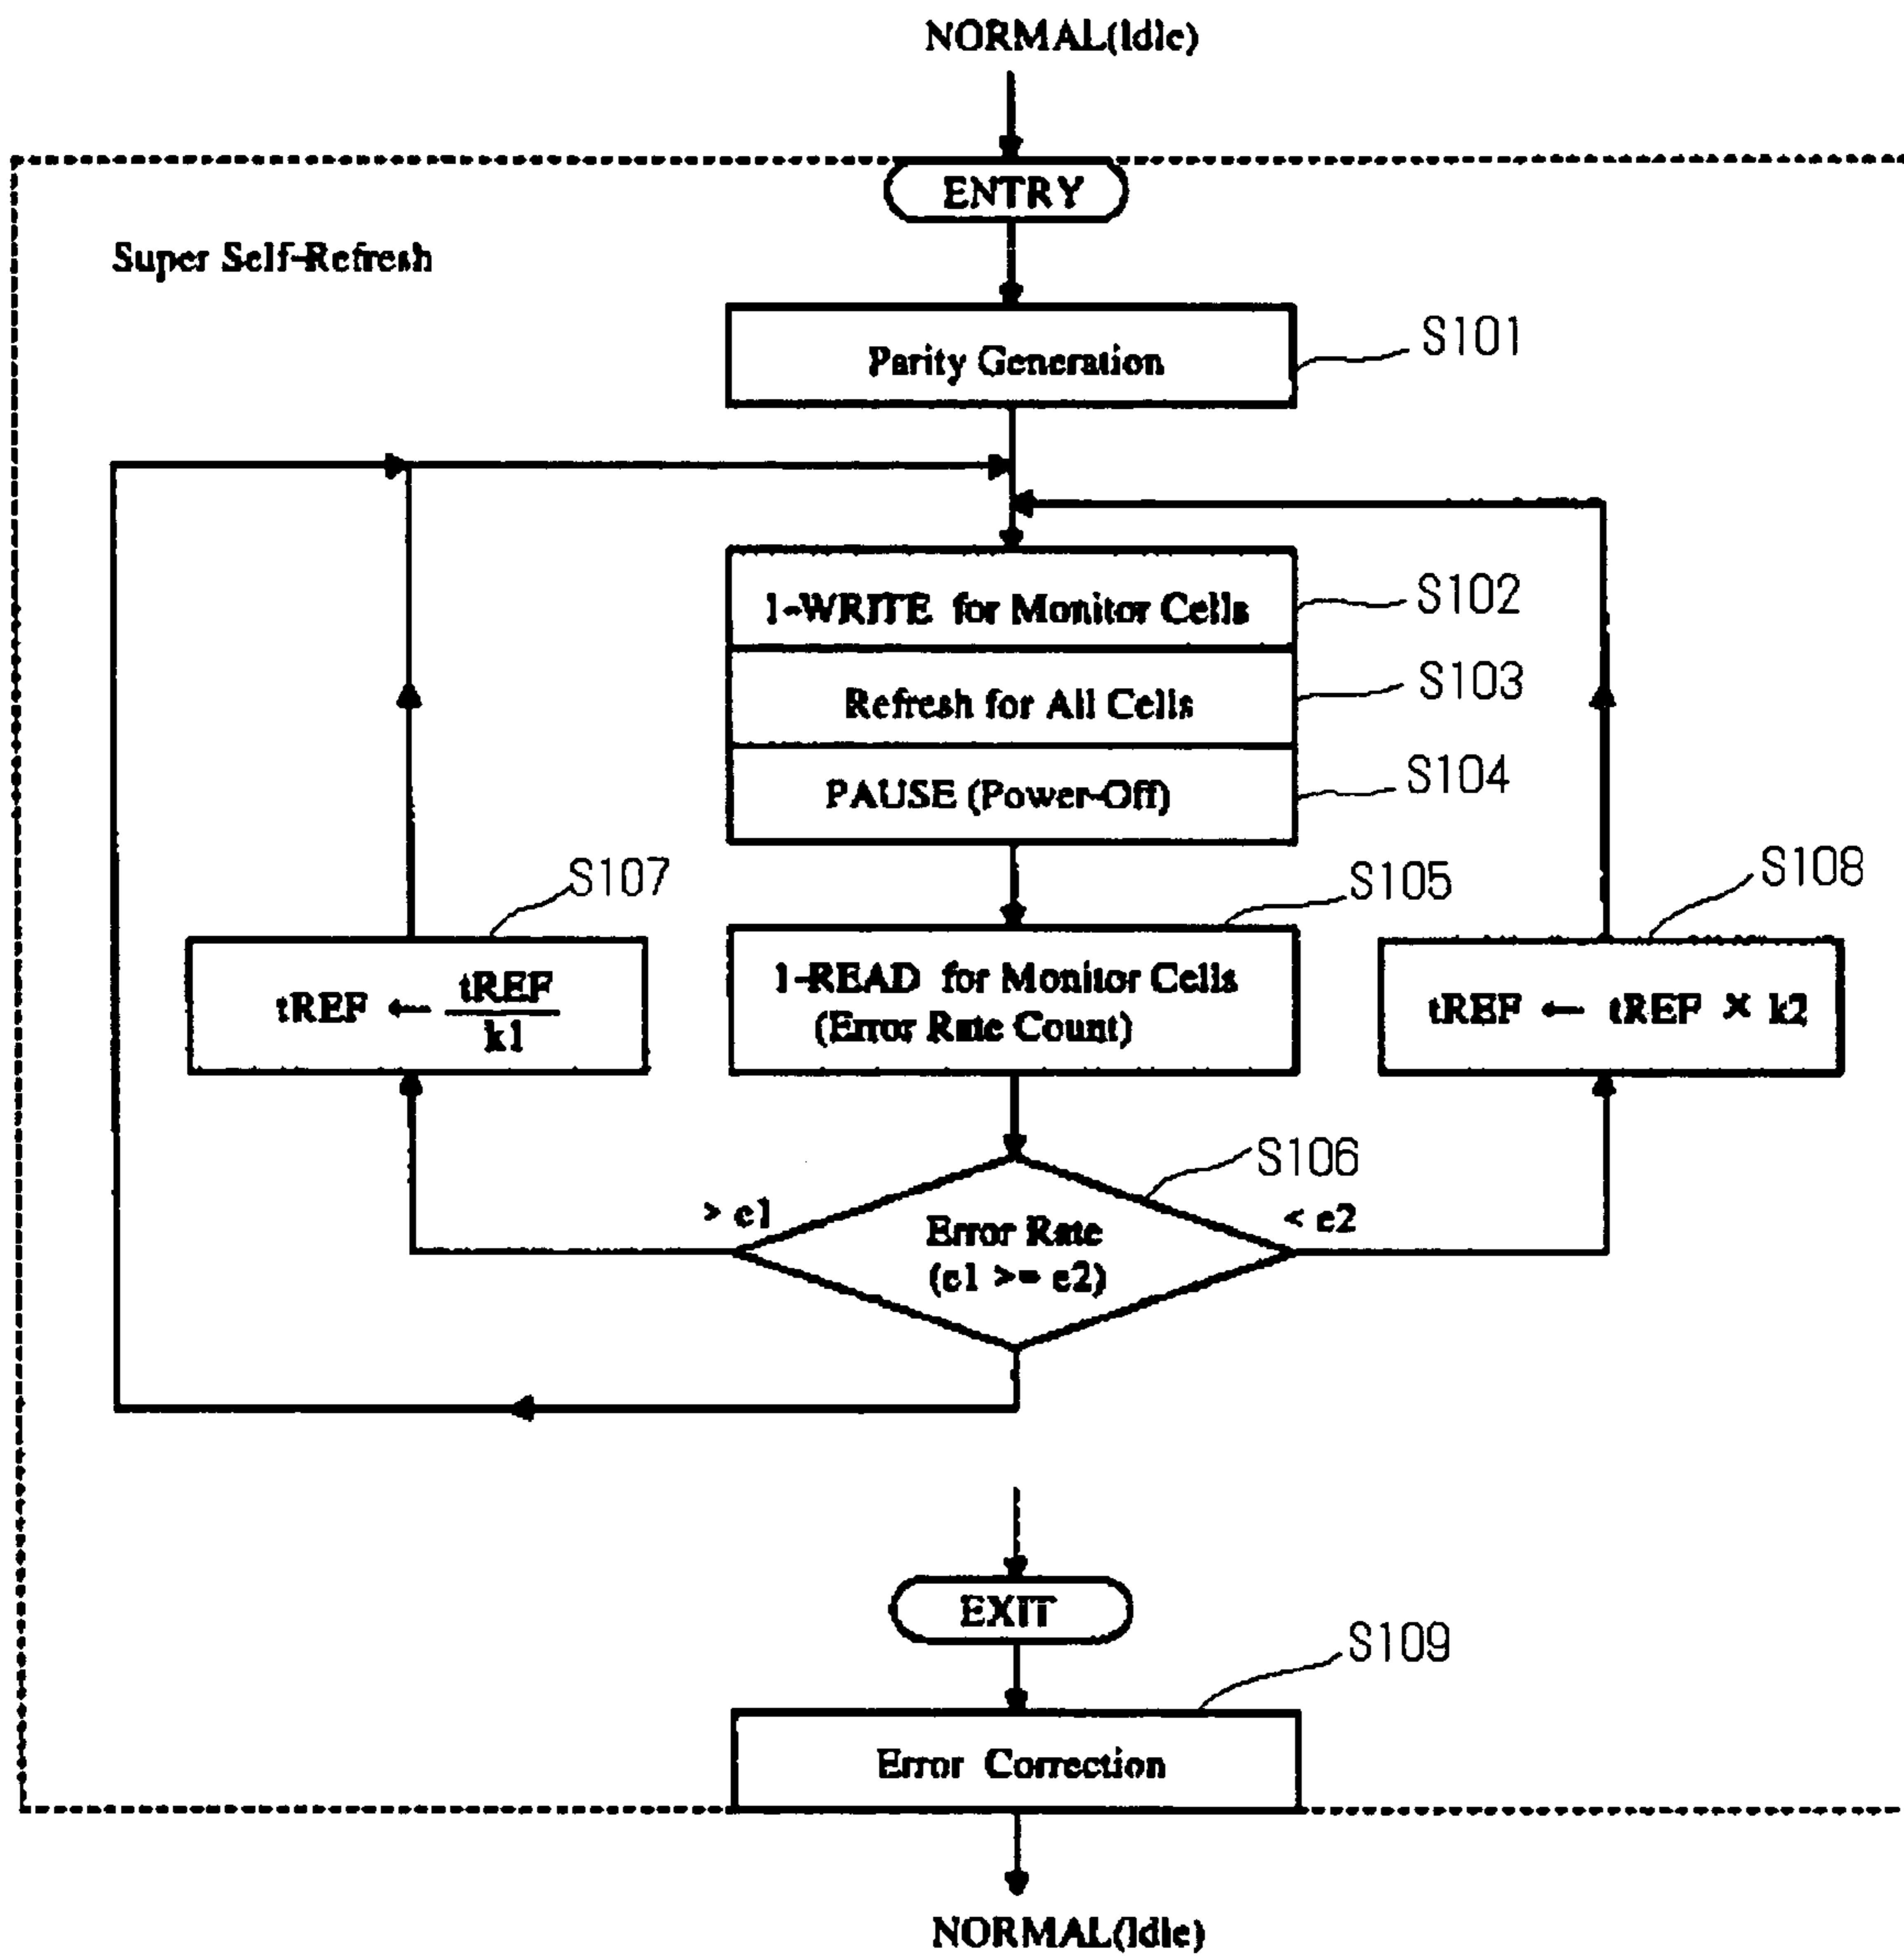 NORMAL(Idle)
ENTRY
Super Self-Refresh
Parity Generation
S101
1-WRITE for Monitor Cells
S102
Refresh for All Cells
S103
PAUSE (Power-Off)
S104
S107
S105
S108
tREF ← tREF
k1
1-READ for Monitor Cells
(Error Rate Count)
tREF ← tREF × k2
S106
> e1
< e2
Error Rate
(e1 >= e2)
EXIT
S109
Error Correction
NORMAL(Idle)